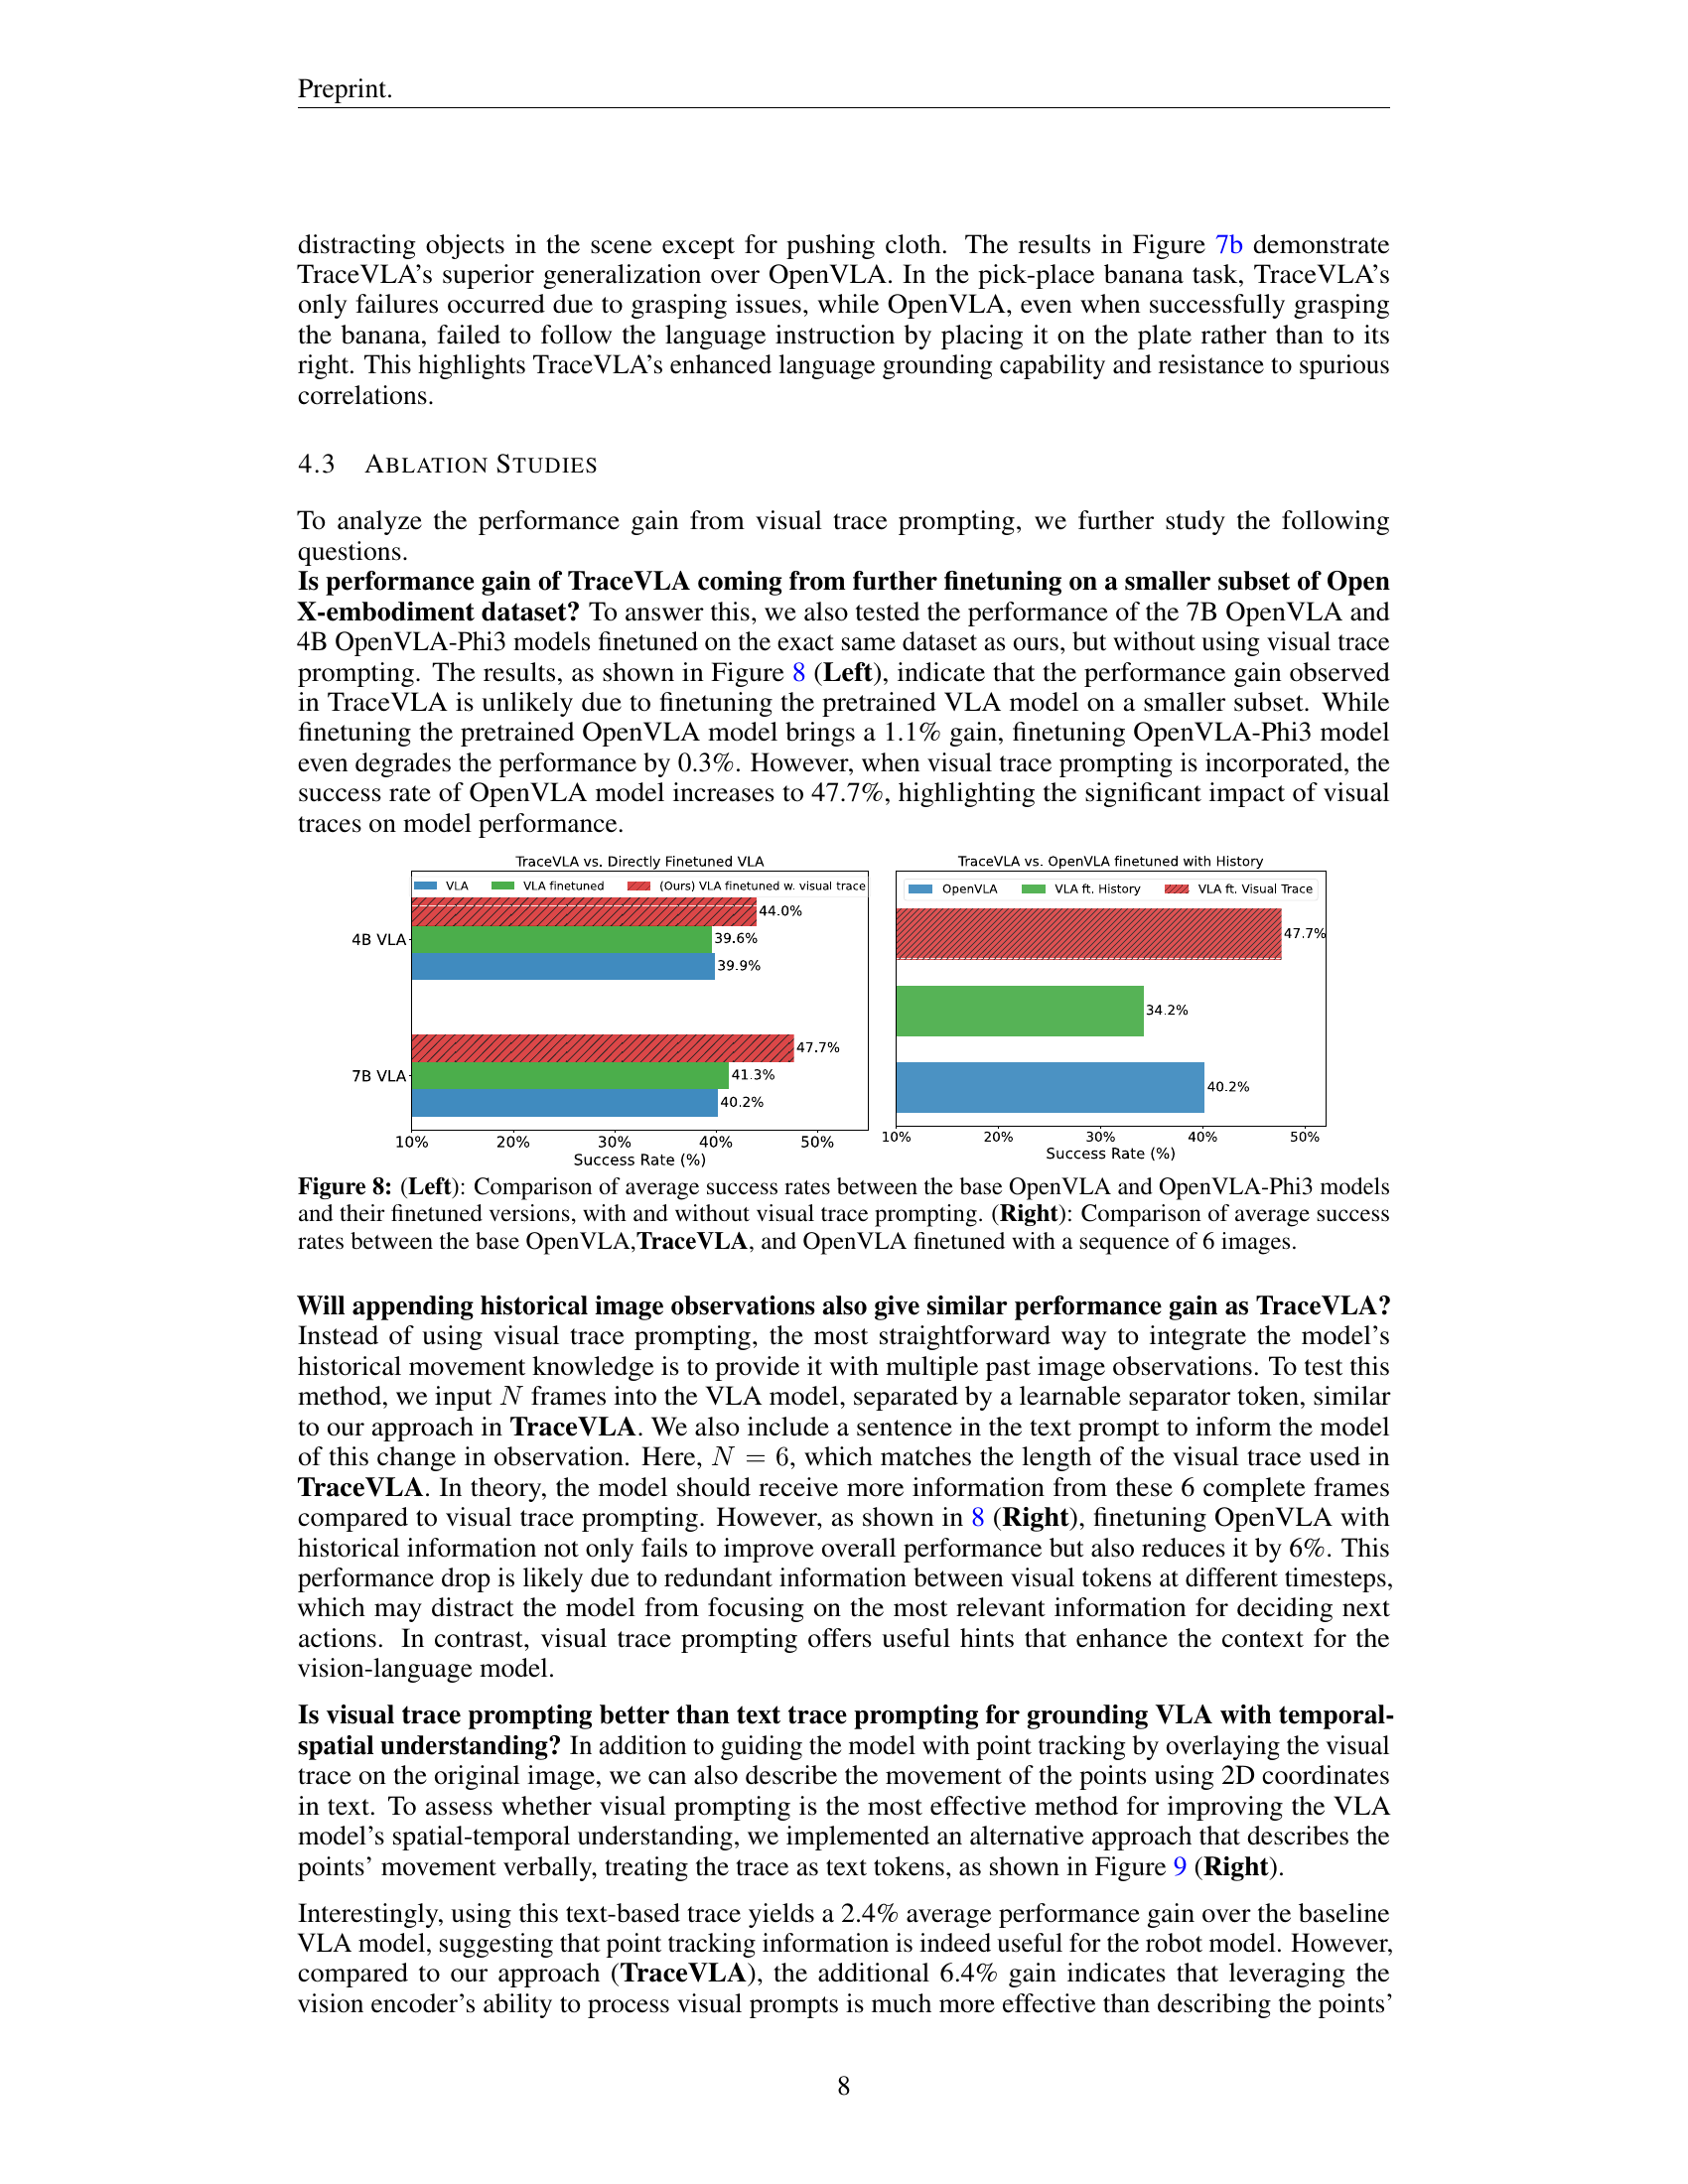 Preprint.
distracting objects in the scene except for pushing cloth. The results in Figure 7b demonstrate
TraceVLA's superior generalization over OpenVLA. In the pick-place banana task, TraceVLA's
only failures occurred due to grasping issues, while OpenVLA, even when successfully grasping
the banana, failed to follow the language instruction by placing it on the plate rather than to its
right. This highlights TraceVLA's enhanced language grounding capability and resistance to spurious
correlations.
4.3 ABLATION STUDIES
To analyze the performance gain from visual trace prompting, we further study the following
questions.
Is performance gain of TraceVLA coming from further finetuning on a smaller subset of Open
X-embodiment dataset? To answer this, we also tested the performance of the 7B OpenVLA and
4B OpenVLA-Phi3 models finetuned on the exact same dataset as ours, but without using visual trace
prompting. The results, as shown in Figure 8 (Left), indicate that the performance gain observed
in TraceVLA is unlikely due to finetuning the pretrained VLA model on a smaller subset. While
finetuning the pretrained OpenVLA model brings a 1.1% gain, finetuning OpenVLA-Phi3 model
even degrades the performance by 0.3%. However, when visual trace prompting is incorporated, the
success rate of OpenVLA model increases to 47.7%, highlighting the significant impact of visual
traces on model performance.
TraceVLA vs. Directly Finetuned VLA
VLA VLA finetuned (Ours) VLA finetuned w. visual trace
44.0%
4B VLA 39.6%
39.9%
47.7%
7B VLA 41.3%
40.2%
10% 20% 30% 40% 50%
Success Rate (%)
TraceVLA vs. OpenVLA finetuned with History
OpenVLA VLA ft. History VLA ft. Visual Trace
47.7%
34.2%
40.2%
10% 20% 30% 40% 50%
Success Rate (%)
Figure 8: (Left): Comparison of average success rates between the base OpenVLA and OpenVLA-Phi3 models
and their finetuned versions, with and without visual trace prompting. (Right): Comparison of average success
rates between the base OpenVLA,TraceVLA, and OpenVLA finetuned with a sequence of 6 images.
Will appending historical image observations also give similar performance gain as TraceVLA?
Instead of using visual trace prompting, the most straightforward way to integrate the model's
historical movement knowledge is to provide it with multiple past image observations. To test this
method, we input N frames into the VLA model, separated by a learnable separator token, similar
to our approach in TraceVLA. We also include a sentence in the text prompt to inform the model
of this change in observation. Here, N = 6, which matches the length of the visual trace used in
TraceVLA. In theory, the model should receive more information from these 6 complete frames
compared to visual trace prompting. However, as shown in 8 (Right), finetuning OpenVLA with
historical information not only fails to improve overall performance but also reduces it by 6%. This
performance drop is likely due to redundant information between visual tokens at different timesteps,
which may distract the model from focusing on the most relevant information for deciding next
actions. In contrast, visual trace prompting offers useful hints that enhance the context for the
vision-language model.
Is visual trace prompting better than text trace prompting for grounding VLA with temporal-
spatial understanding? In addition to guiding the model with point tracking by overlaying the visual
trace on the original image, we can also describe the movement of the points using 2D coordinates
in text. To assess whether visual prompting is the most effective method for improving the VLA
model's spatial-temporal understanding, we implemented an alternative approach that describes the
points' movement verbally, treating the trace as text tokens, as shown in Figure 9 (Right).
Interestingly, using this text-based trace yields a 2.4% average performance gain over the baseline
VLA model, suggesting that point tracking information is indeed useful for the robot model. However,
compared to our approach (TraceVLA), the additional 6.4% gain indicates that leveraging the
vision encoder's ability to process visual prompts is much more effective than describing the points'
8